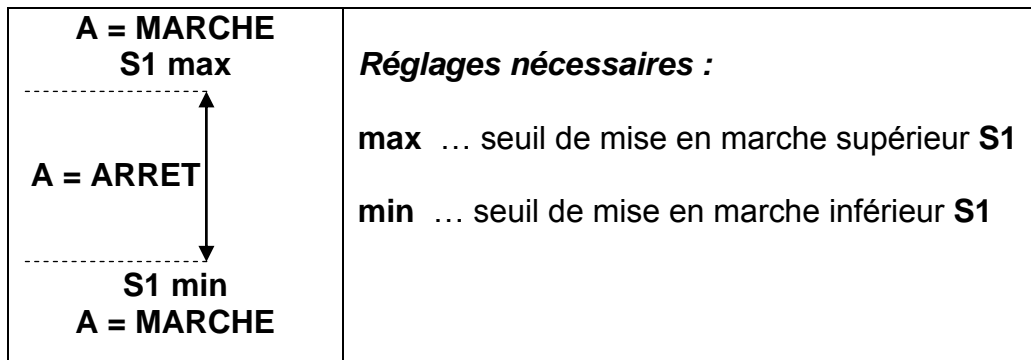 A = MARCHE
S1 max
A = ARRET
S1 min
A = MARCHE
Réglages nécessaires :
max … seuil de mise en marche supérieur S1
min … seuil de mise en marche inférieur S1